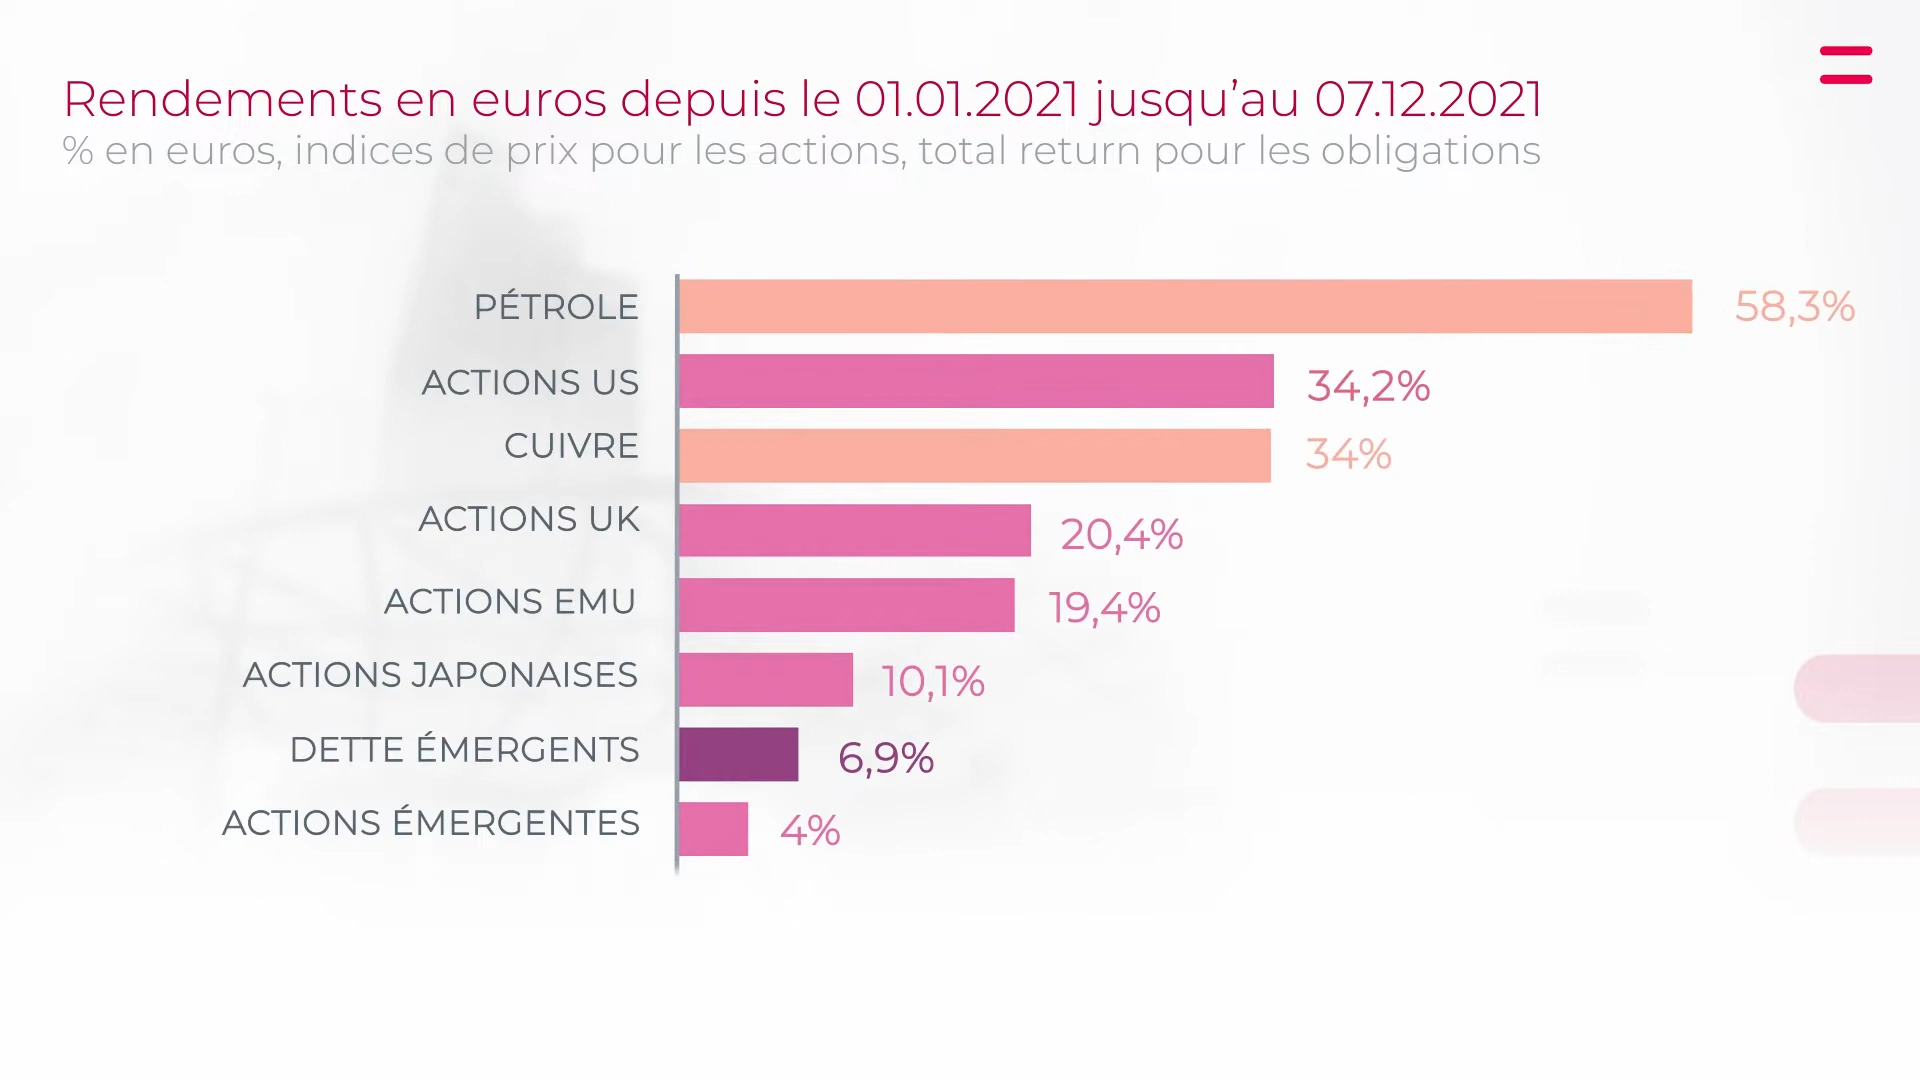 Rendements en euros depuis le 01.01.2021 jusqu’au 07.12.2021
% en euros, indices de prix pour les actions, total return pour les obligations
PÉTROLE 58,3%
ACTIONS US 34,2%
CUIVRE 34%
ACTIONS UK 20,4%
ACTIONS EMU 19,4%
ACTIONS JAPONAISES 10,1%
DETTE ÉMERGENTS 6,9%
ACTIONS ÉMERGENTES 4%